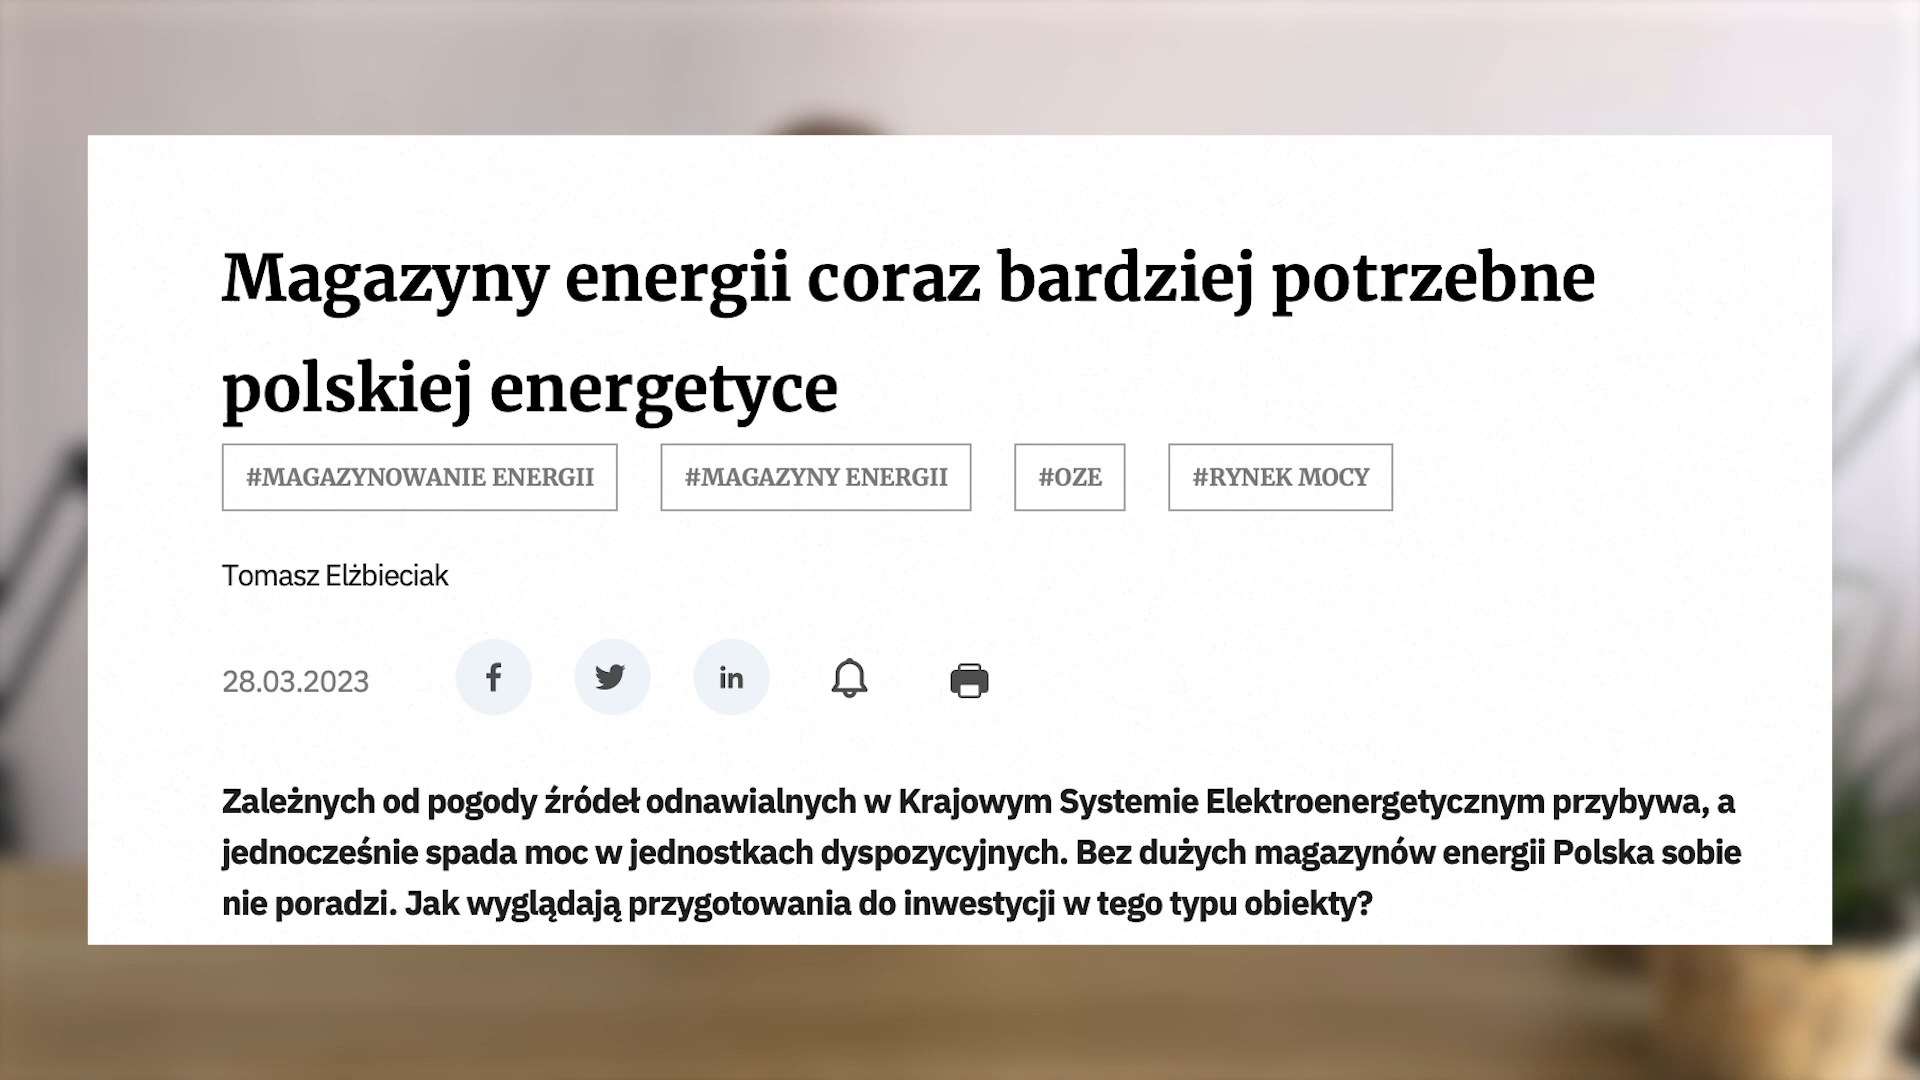 Magazyny energii coraz bardziej potrzebne
polskiej energetyce
#MAGAZYNOWANIE ENERGII #MAGAZYNY ENERGII #OZE #RYNEK MOCY
Tomasz Elżbieciak
28.03.2023
Zależnych od pogody źródeł odnawialnych w Krajowym Systemie Elektroenergetycznym przybywa, a
jednocześnie spada moc w jednostkach dyspozycyjnych. Bez dużych magazynów energii Polska sobie
nie poradzi. Jak wyglądają przygotowania do inwestycji w tego typu obiekty?